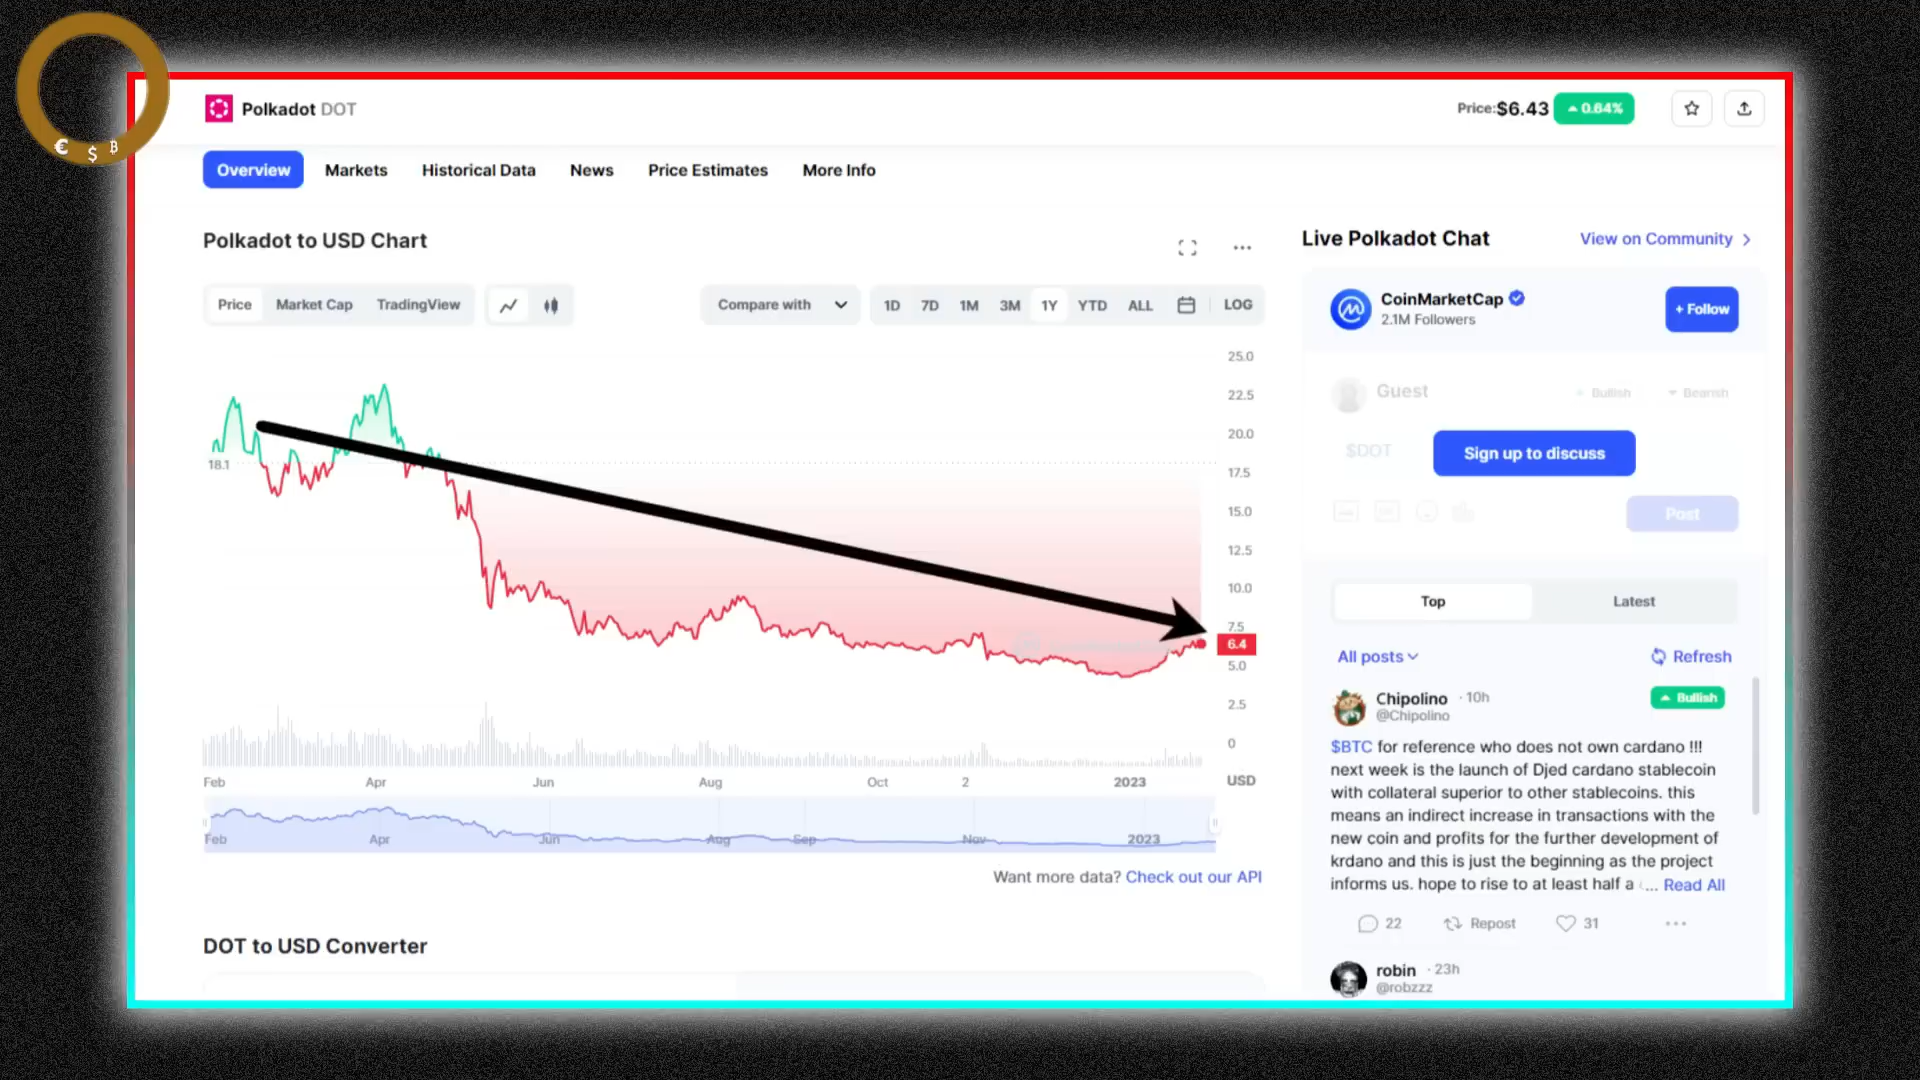 € $ ₿
Polkadot DOT
Price:$6.43 0.64%
Overview Markets Historical Data News Price Estimates More Info
Polkadot to USD Chart
Price Market Cap TradingView
Compare with
1D 7D 1M 3M 1Y YTD ALL LOG
25.0
22.5
20.0
18.1
17.5
15.0
12.5
10.0
7.5
6.4
5.0
2.5
0
Feb Apr Jun Aug Oct 2 2023 USD
Feb Apr Jun Aug Sep Nov 2023
Want more data? Check out our API
DOT to USD Converter
Live Polkadot Chat
View on Community
CoinMarketCap
2.1M Followers
+ Follow
Guest
Bullish Bearish
$DOT
Sign up to discuss
Post
Top Latest
All posts Refresh
Chipolino · 10h
@Chipolino
Bullish
$BTC for reference who does not own cardano !!!
next week is the launch of Djed cardano stablecoin
with collateral superior to other stablecoins. this
means an indirect increase in transactions with the
new coin and profits for the further development of
krdano and this is just the beginning as the project
informs us. hope to rise to at least half a ... Read All
22 Repost 31
robin · 23h
@robzzz